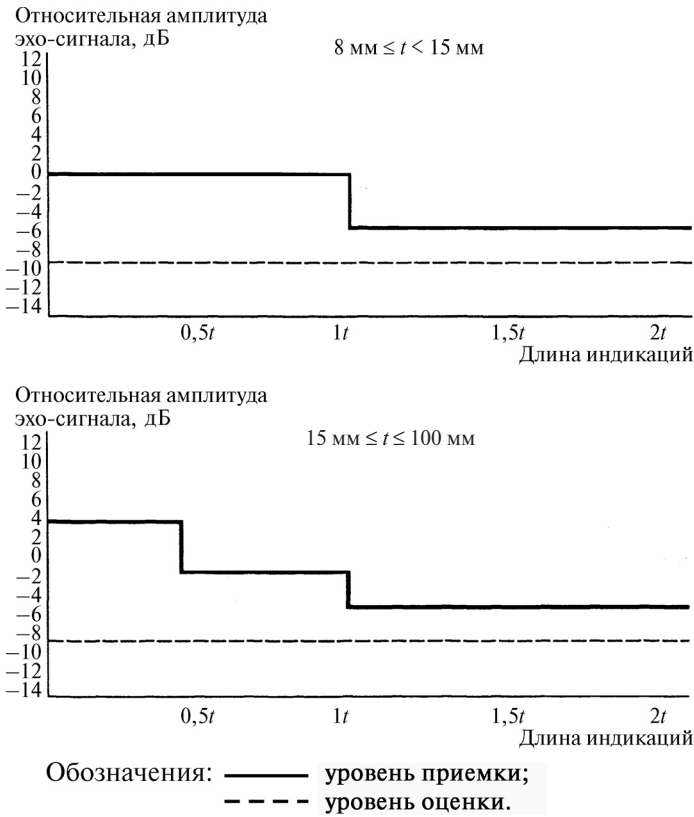 Относительная амплитуда
эхо-сигнала, дБ
8 мм ≤ t < 15 мм
12
10
8
6
4
2
0
−2
−4
−6
−8
−10
−12
−14
0,5t 1t 1,5t 2t
Длина индикаций
Относительная амплитуда
эхо-сигнала, дБ
15 мм ≤ t ≤ 100 мм
12
10
8
6
4
2
0
−2
−4
−6
−8
−10
−12
−14
0,5t 1t 1,5t 2t
Длина индикаций
Обозначения: уровень приемки;
уровень оценки.